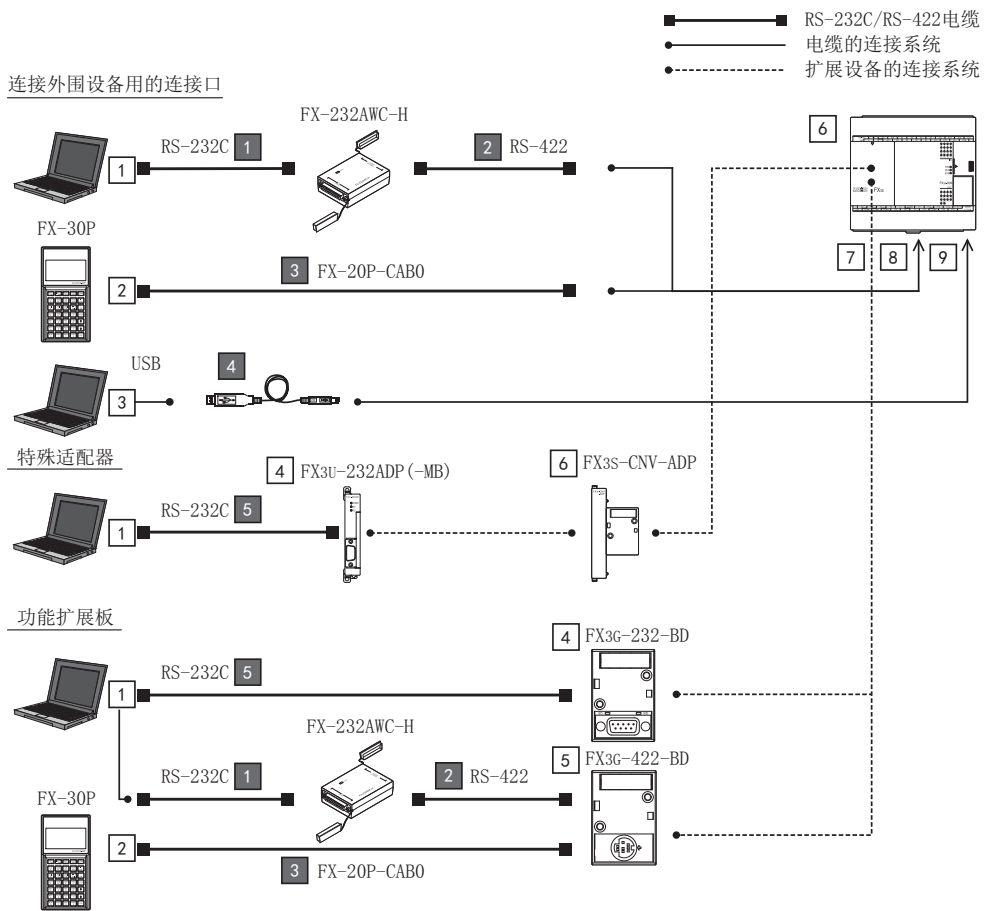 RS-232C/RS-422电缆
电缆的连接系统
扩展设备的连接系统
连接外围设备用的连接口
FX-232AWC-H
6
RS-232C 1
2 RS-422
1
FX-30P
7 8 9
3 FX-20P-CAB0
2
USB
4
3
特殊适配器
4 FX3U-232ADP(-MB)
6 FX3S-CNV-ADP
RS-232C 5
1
功能扩展板
4 FX3G-232-BD
RS-232C 5
1
FX-232AWC-H
5 FX3G-422-BD
RS-232C 1
2 RS-422
FX-30P
2
3 FX-20P-CAB0